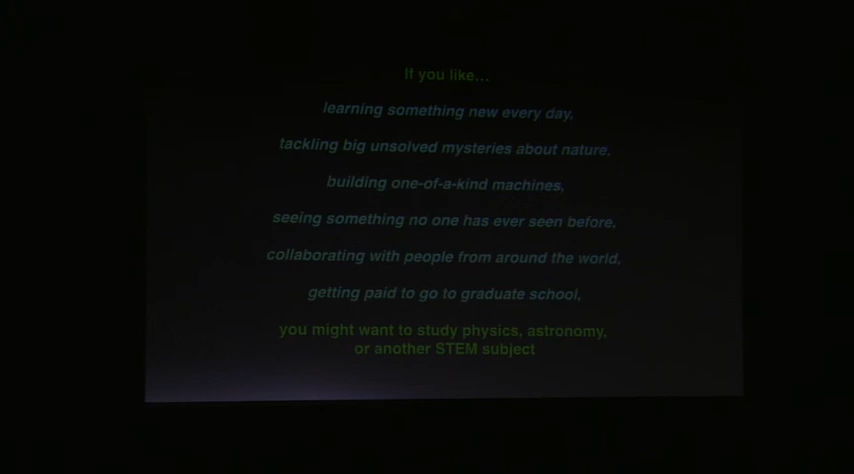 If you like…
learning something new every day,
tackling big unsolved mysteries about nature,
building one-of-a-kind machines,
seeing something no one has ever seen before,
collaborating with people from around the world,
getting paid to go to graduate school,
you might want to study physics, astronomy,
or another STEM subject